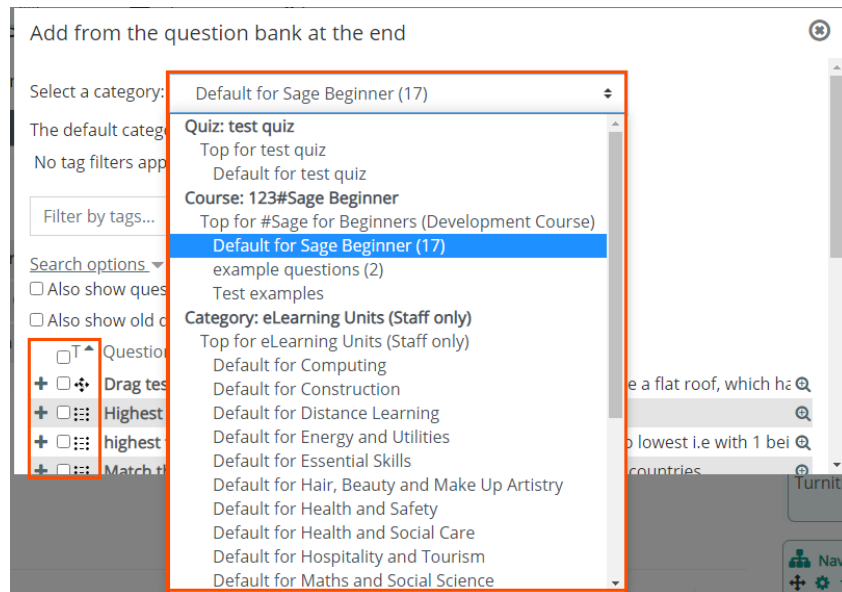 Add from the question bank at the end
Select a category:
Default for Sage Beginner (17)
The default categ
No tag filters app
Filter by tags...
Search options
Also show ques
Also show old q
T Question
Quiz: test quiz
Top for test quiz
Default for test quiz
Course: 123#Sage Beginner
Top for #Sage for Beginners (Development Course)
Default for Sage Beginner (17)
example questions (2)
Test examples
Category: eLearning Units (Staff only)
Top for eLearning Units (Staff only)
Default for Computing
Default for Construction
Default for Distance Learning
Default for Energy and Utilities
Default for Essential Skills
Default for Hair, Beauty and Make Up Artistry
Default for Health and Safety
Default for Health and Social Care
Default for Hospitality and Tourism
Default for Maths and Social Science
Drag tes
e a flat roof, which ha
Highest
highest
lowest i.e with 1 bei
Match th
countries
Turnit
Nav